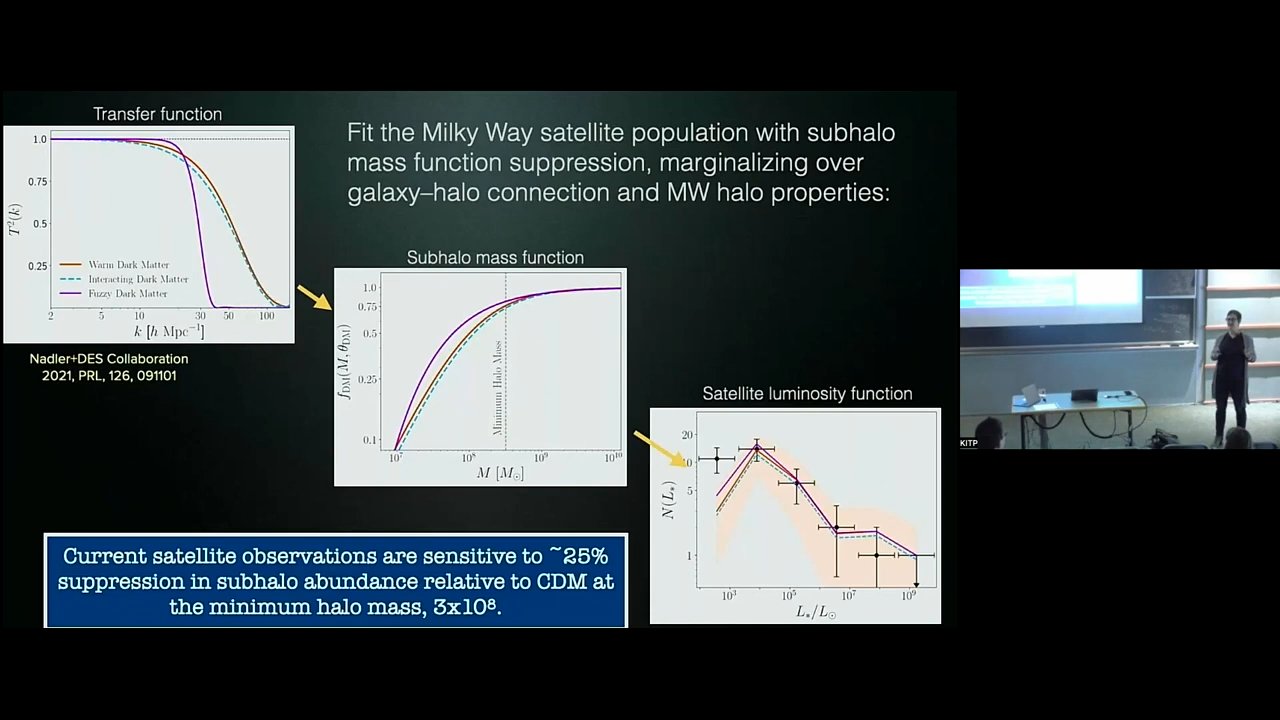 Transfer function
1.0
0.75
0.5
0.25
T²(k)
Warm Dark Matter
Interacting Dark Matter
Fuzzy Dark Matter
2 5 10 30 50 100
k [h Mpc⁻¹]
Nadler+DES Collaboration
2021, PRL, 126, 091101
Fit the Milky Way satellite population with subhalo
mass function suppression, marginalizing over
galaxy–halo connection and MW halo properties:
Subhalo mass function
1.0
0.75
0.5
0.25
0.1
f_DM(M, θ_DM)
Minimum Halo Mass
10⁷ 10⁸ 10⁹ 10¹⁰
M [M☉]
Satellite luminosity function
20
10
5
1
N(L*)
10³ 10⁵ 10⁷ 10⁹
L*/L☉
Current satellite observations are sensitive to ~25%
suppression in subhalo abundance relative to CDM at
the minimum halo mass, 3x10⁸.
KITP